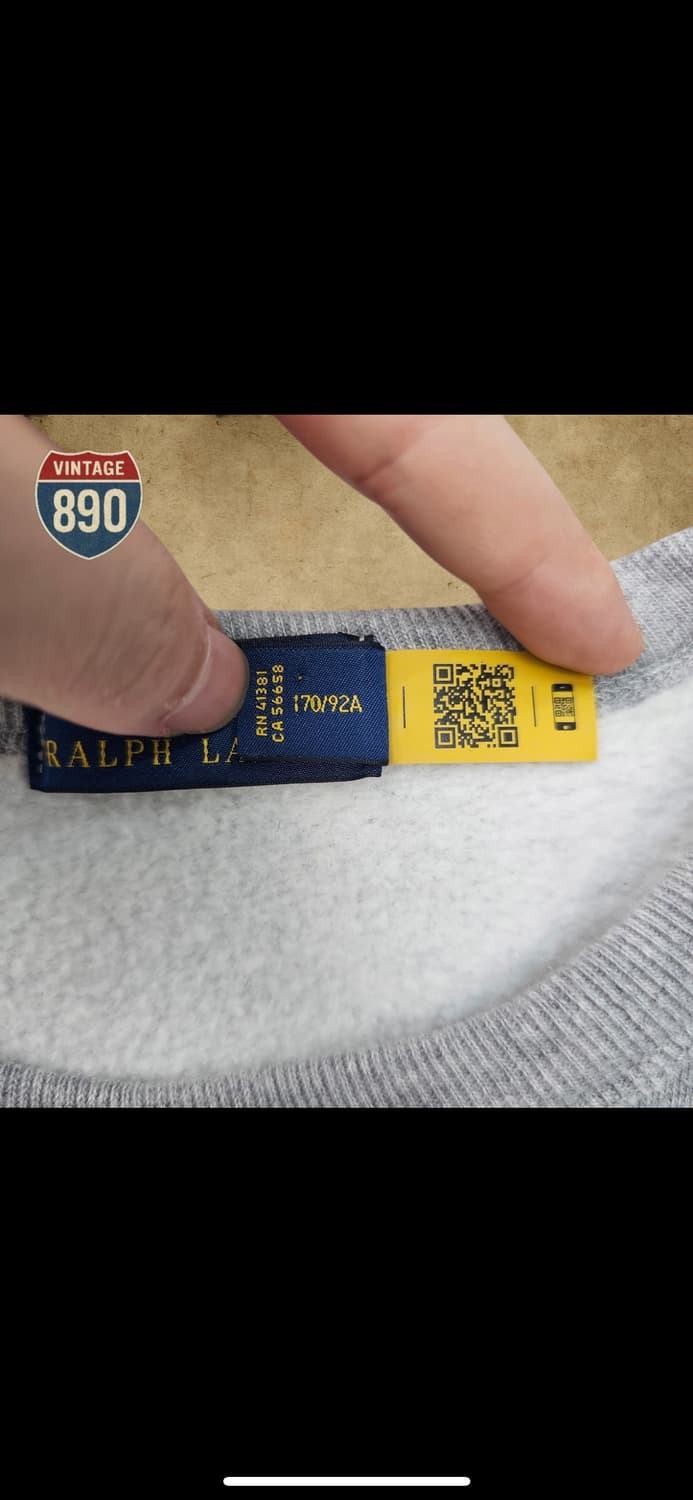 VINTAGE
890
RALPH LA
RN 41381
CA 56658
170/92A